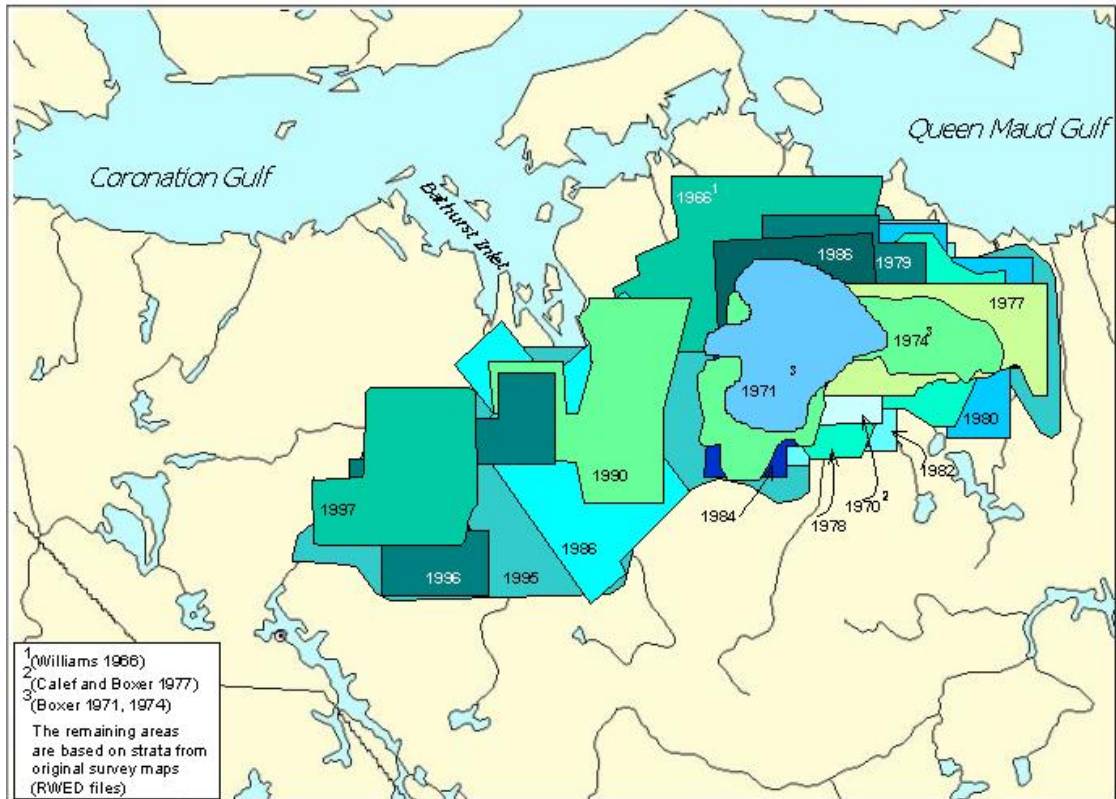 Queen Maud Gulf
Coronation Gulf
Bathurst Inlet
1966¹
1986
1979
1977
1974³
1971³
1980
1982
1990
1997
1984
1970²
1978
1986
1996
1995
¹(Williams 1966)
²(Calef and Boxer 1977)
³(Boxer 1971, 1974)
The remaining areas
are based on strata from
original survey maps
(RWED files)